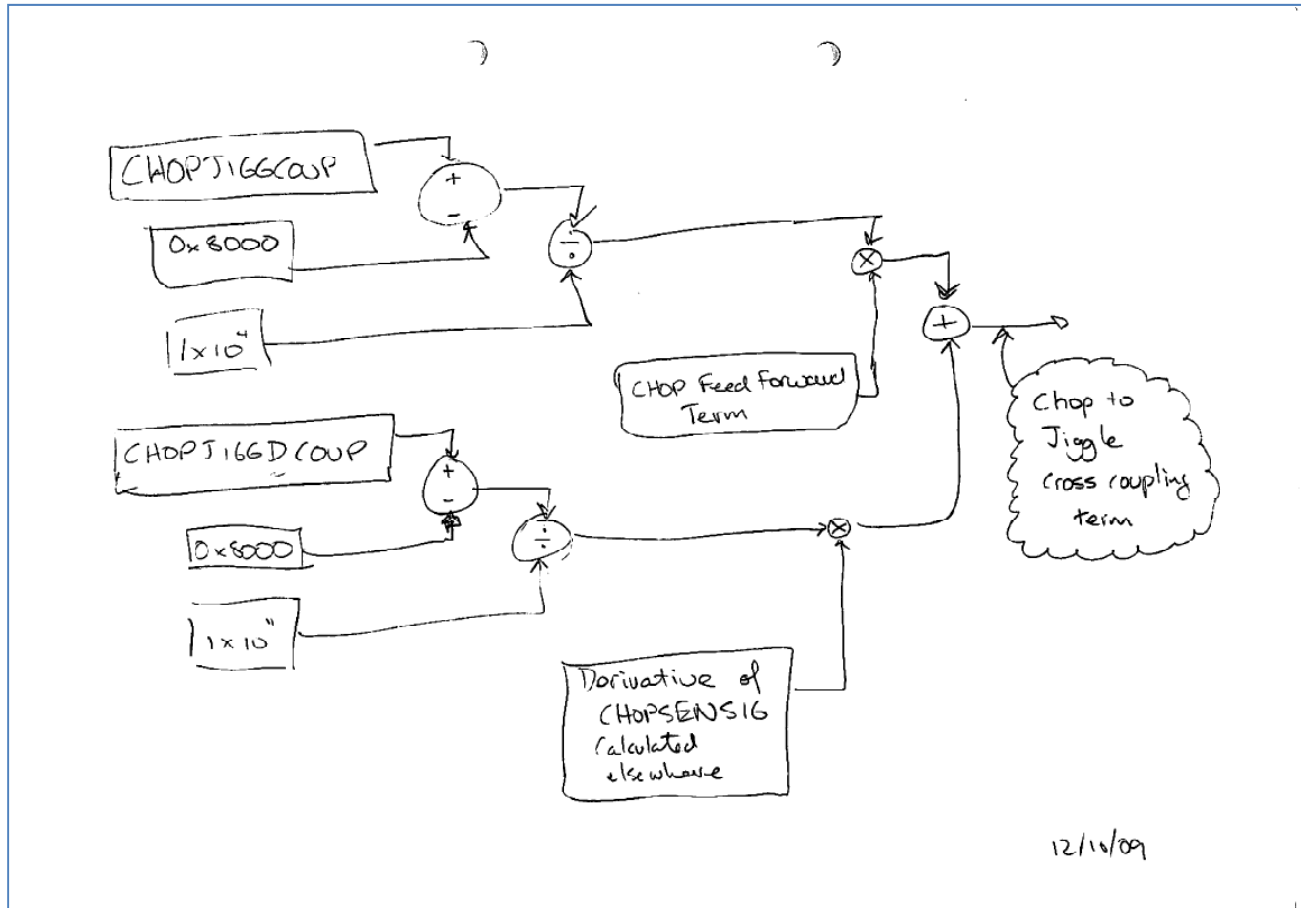 CHOPJIGGCOUP
+
-
0x8000
÷
1x10⁴
×
+
CHOP Feed Forward
Term
Chop to
Jiggle
cross coupling
term
CHOPJIGGDCOUP
+
-
0x8000
÷
1x10⁴
×
Derivative of
CHOPSENSIG
Calculated
elsewhere
12/10/09